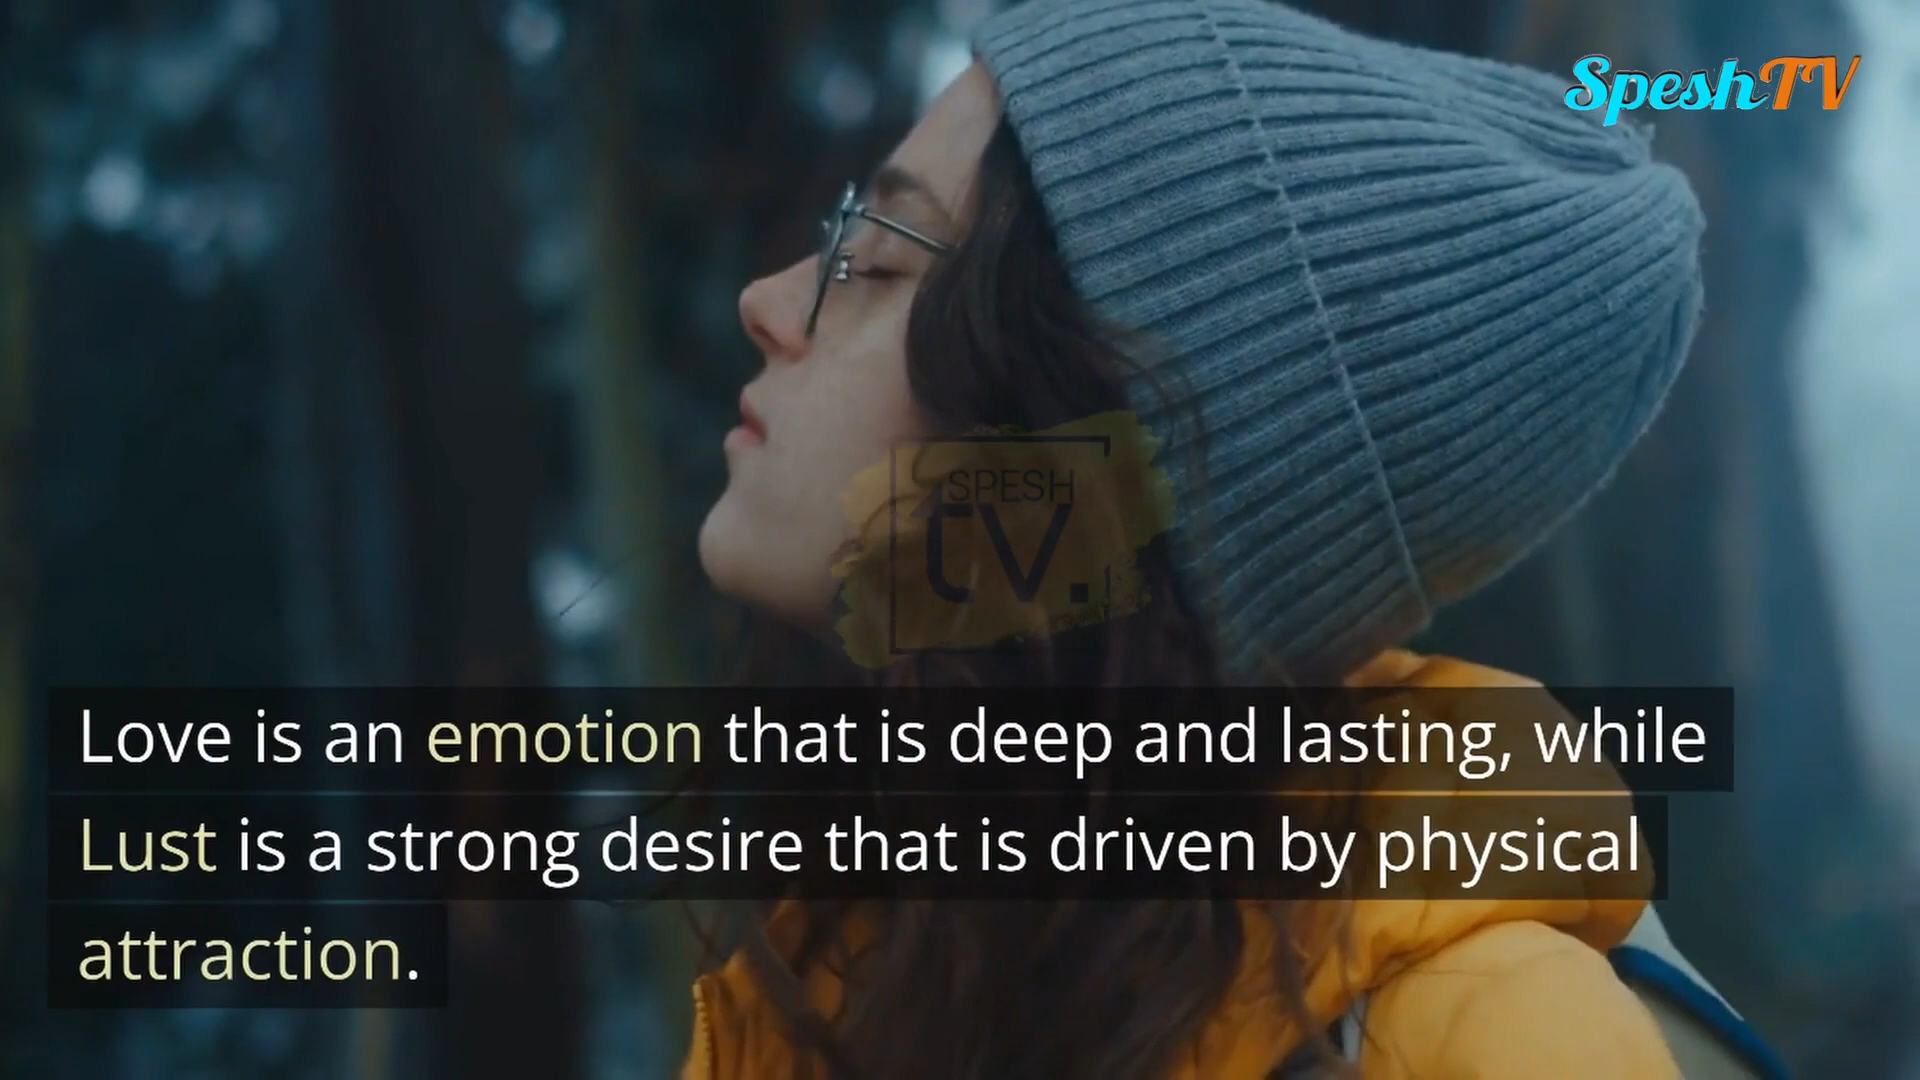 SpeshTV
SPESH
tv.
Love is an emotion that is deep and lasting, while
Lust is a strong desire that is driven by physical
attraction.